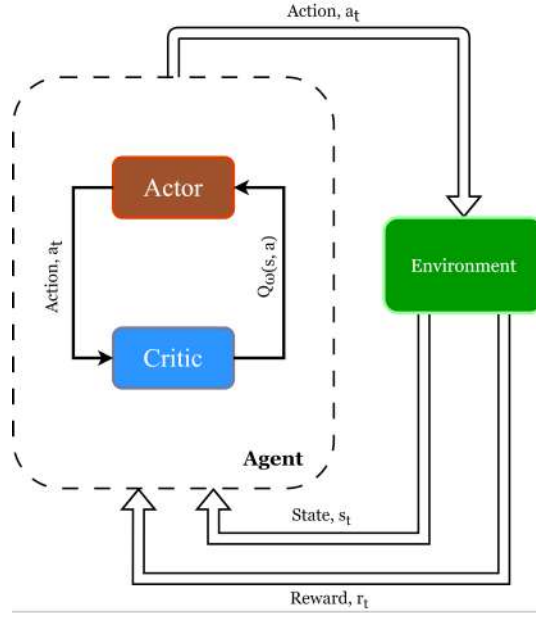 Action, aₜ
Actor
Action, aₜ
Qω(s, a)
Environment
Critic
Agent
State, sₜ
Reward, rₜ